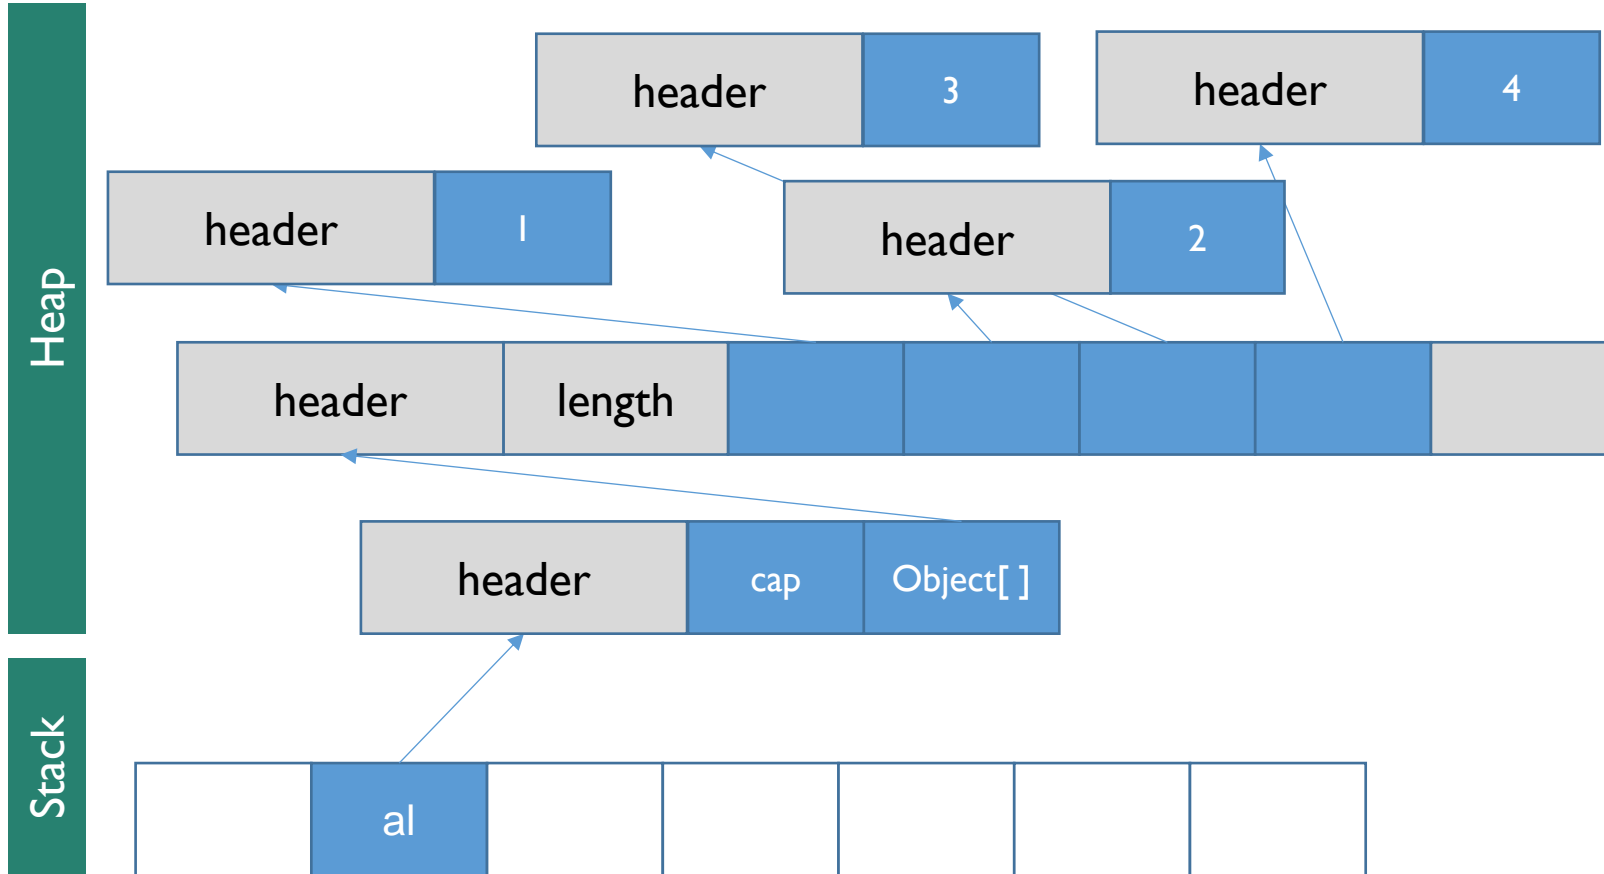 Heap
header 3
header 4
header 1
header 2
header length
header cap Object[ ]
Stack
al